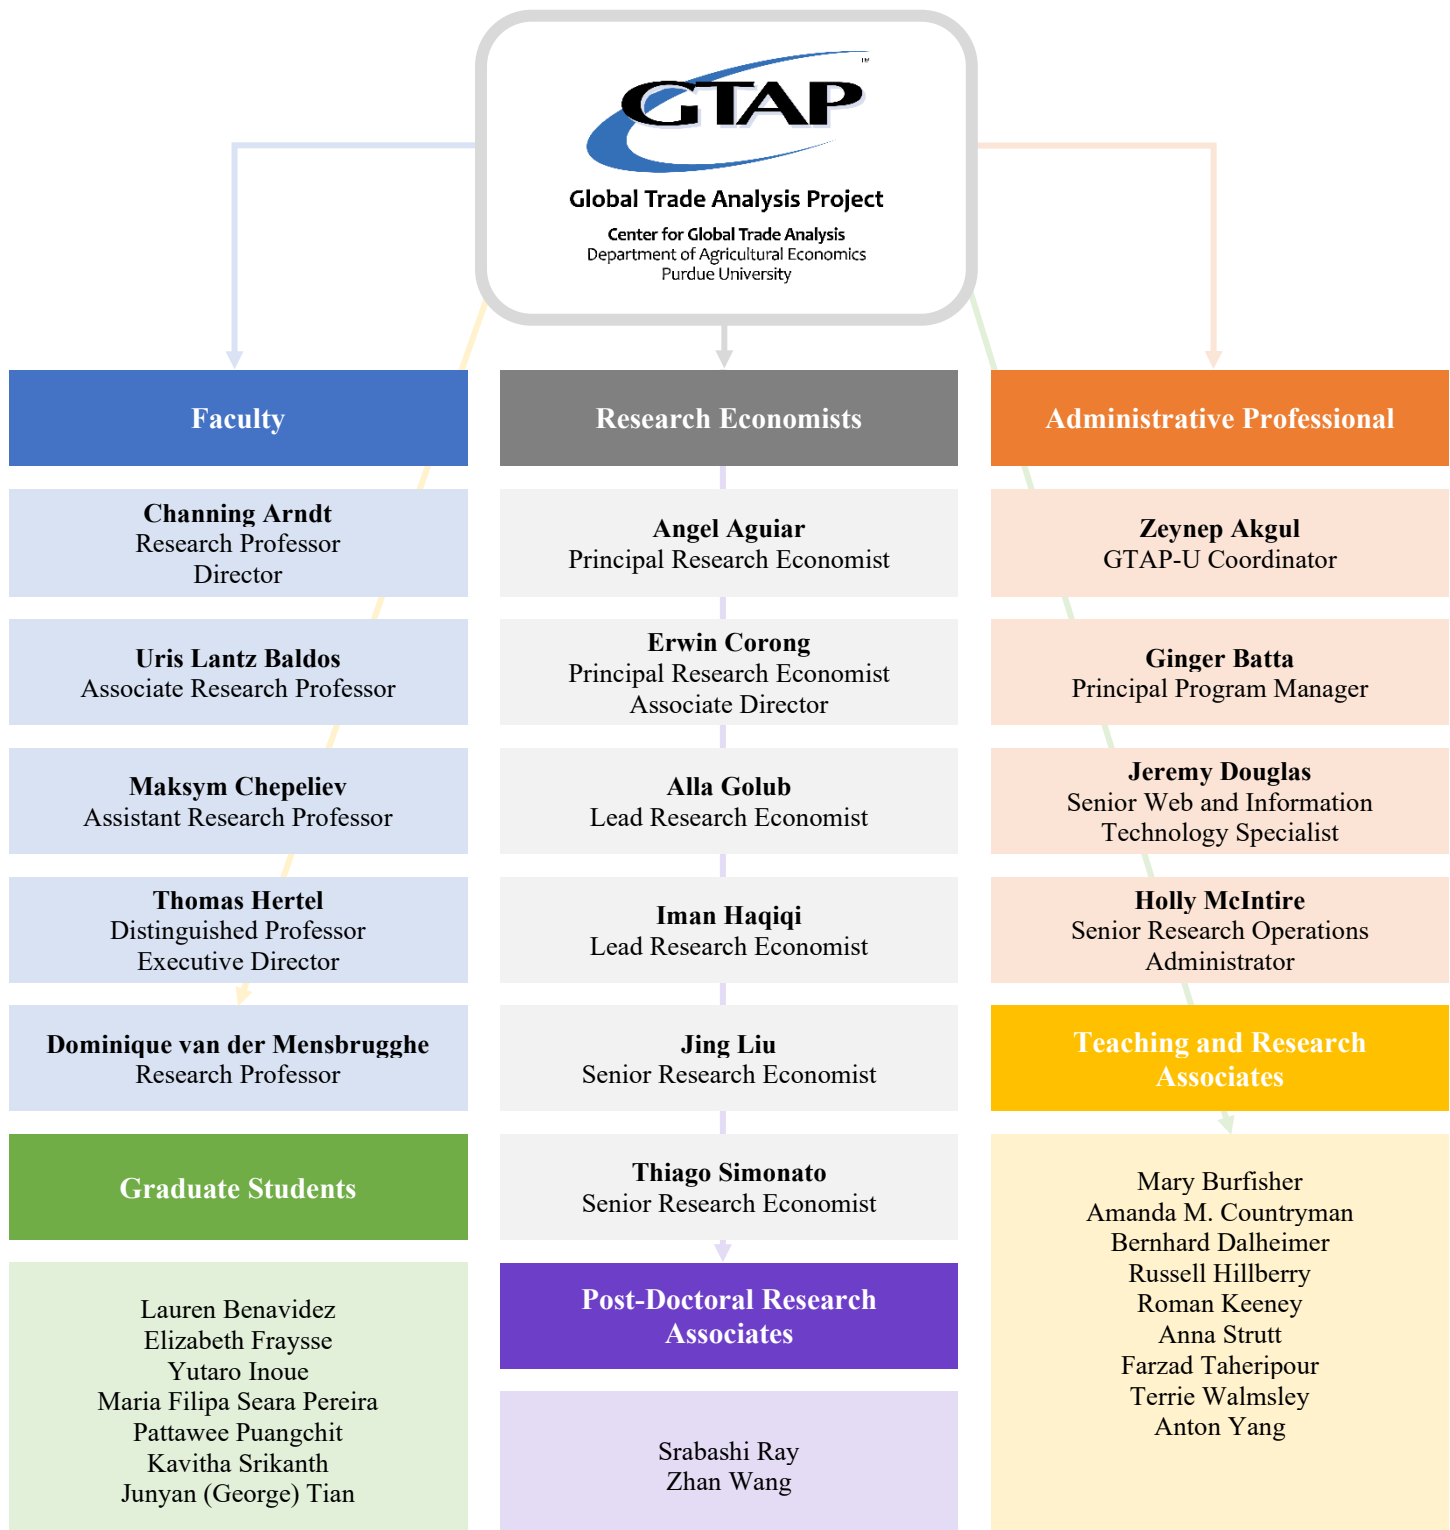 GTAP
TM
Global Trade Analysis Project
Center for Global Trade Analysis
Department of Agricultural Economics
Purdue University
Faculty
Channing Arndt
Research Professor
Director
Uris Lantz Baldos
Associate Research Professor
Maksym Chepeliev
Assistant Research Professor
Thomas Hertel
Distinguished Professor
Executive Director
Dominique van der Mensbrugghe
Research Professor
Graduate Students
Lauren Benavidez
Elizabeth Fraysse
Yutaro Inoue
Maria Filipa Seara Pereira
Pattawee Puangchit
Kavitha Srikanth
Junyan (George) Tian
Research Economists
Angel Aguiar
Principal Research Economist
Erwin Corong
Principal Research Economist
Associate Director
Alla Golub
Lead Research Economist
Iman Haqiqi
Lead Research Economist
Jing Liu
Senior Research Economist
Thiago Simonato
Senior Research Economist
Post-Doctoral Research
Associates
Srabashi Ray
Zhan Wang
Administrative Professional
Zeynep Akgul
GTAP-U Coordinator
Ginger Batta
Principal Program Manager
Jeremy Douglas
Senior Web and Information
Technology Specialist
Holly McIntire
Senior Research Operations
Administrator
Teaching and Research
Associates
Mary Burfisher
Amanda M. Countryman
Bernhard Dalheimer
Russell Hillberry
Roman Keeney
Anna Strutt
Farzad Taheripour
Terrie Walmsley
Anton Yang